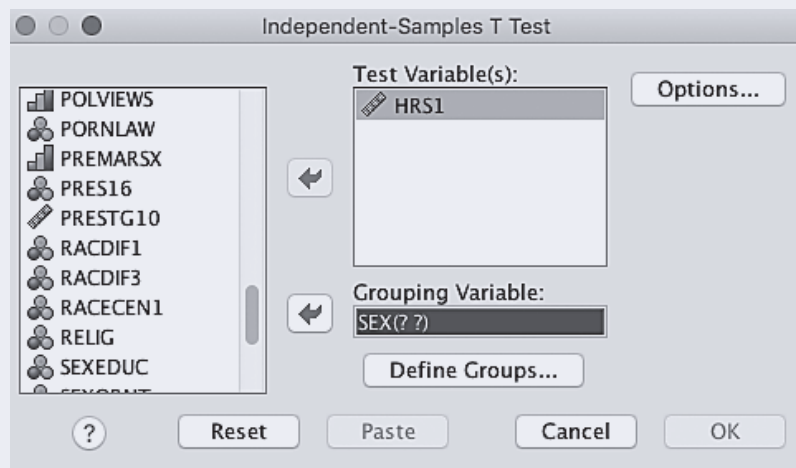 Independent-Samples T Test
POLVIEWS
PORNLAW
PREMARSX
PRES16
PRESTG10
RACDIF1
RACDIF3
RACECEN1
RELIG
SEXEDUC
Test Variable(s):
HRS1
Options...
Grouping Variable:
SEX(? ?)
Define Groups...
?
Reset
Paste
Cancel
OK